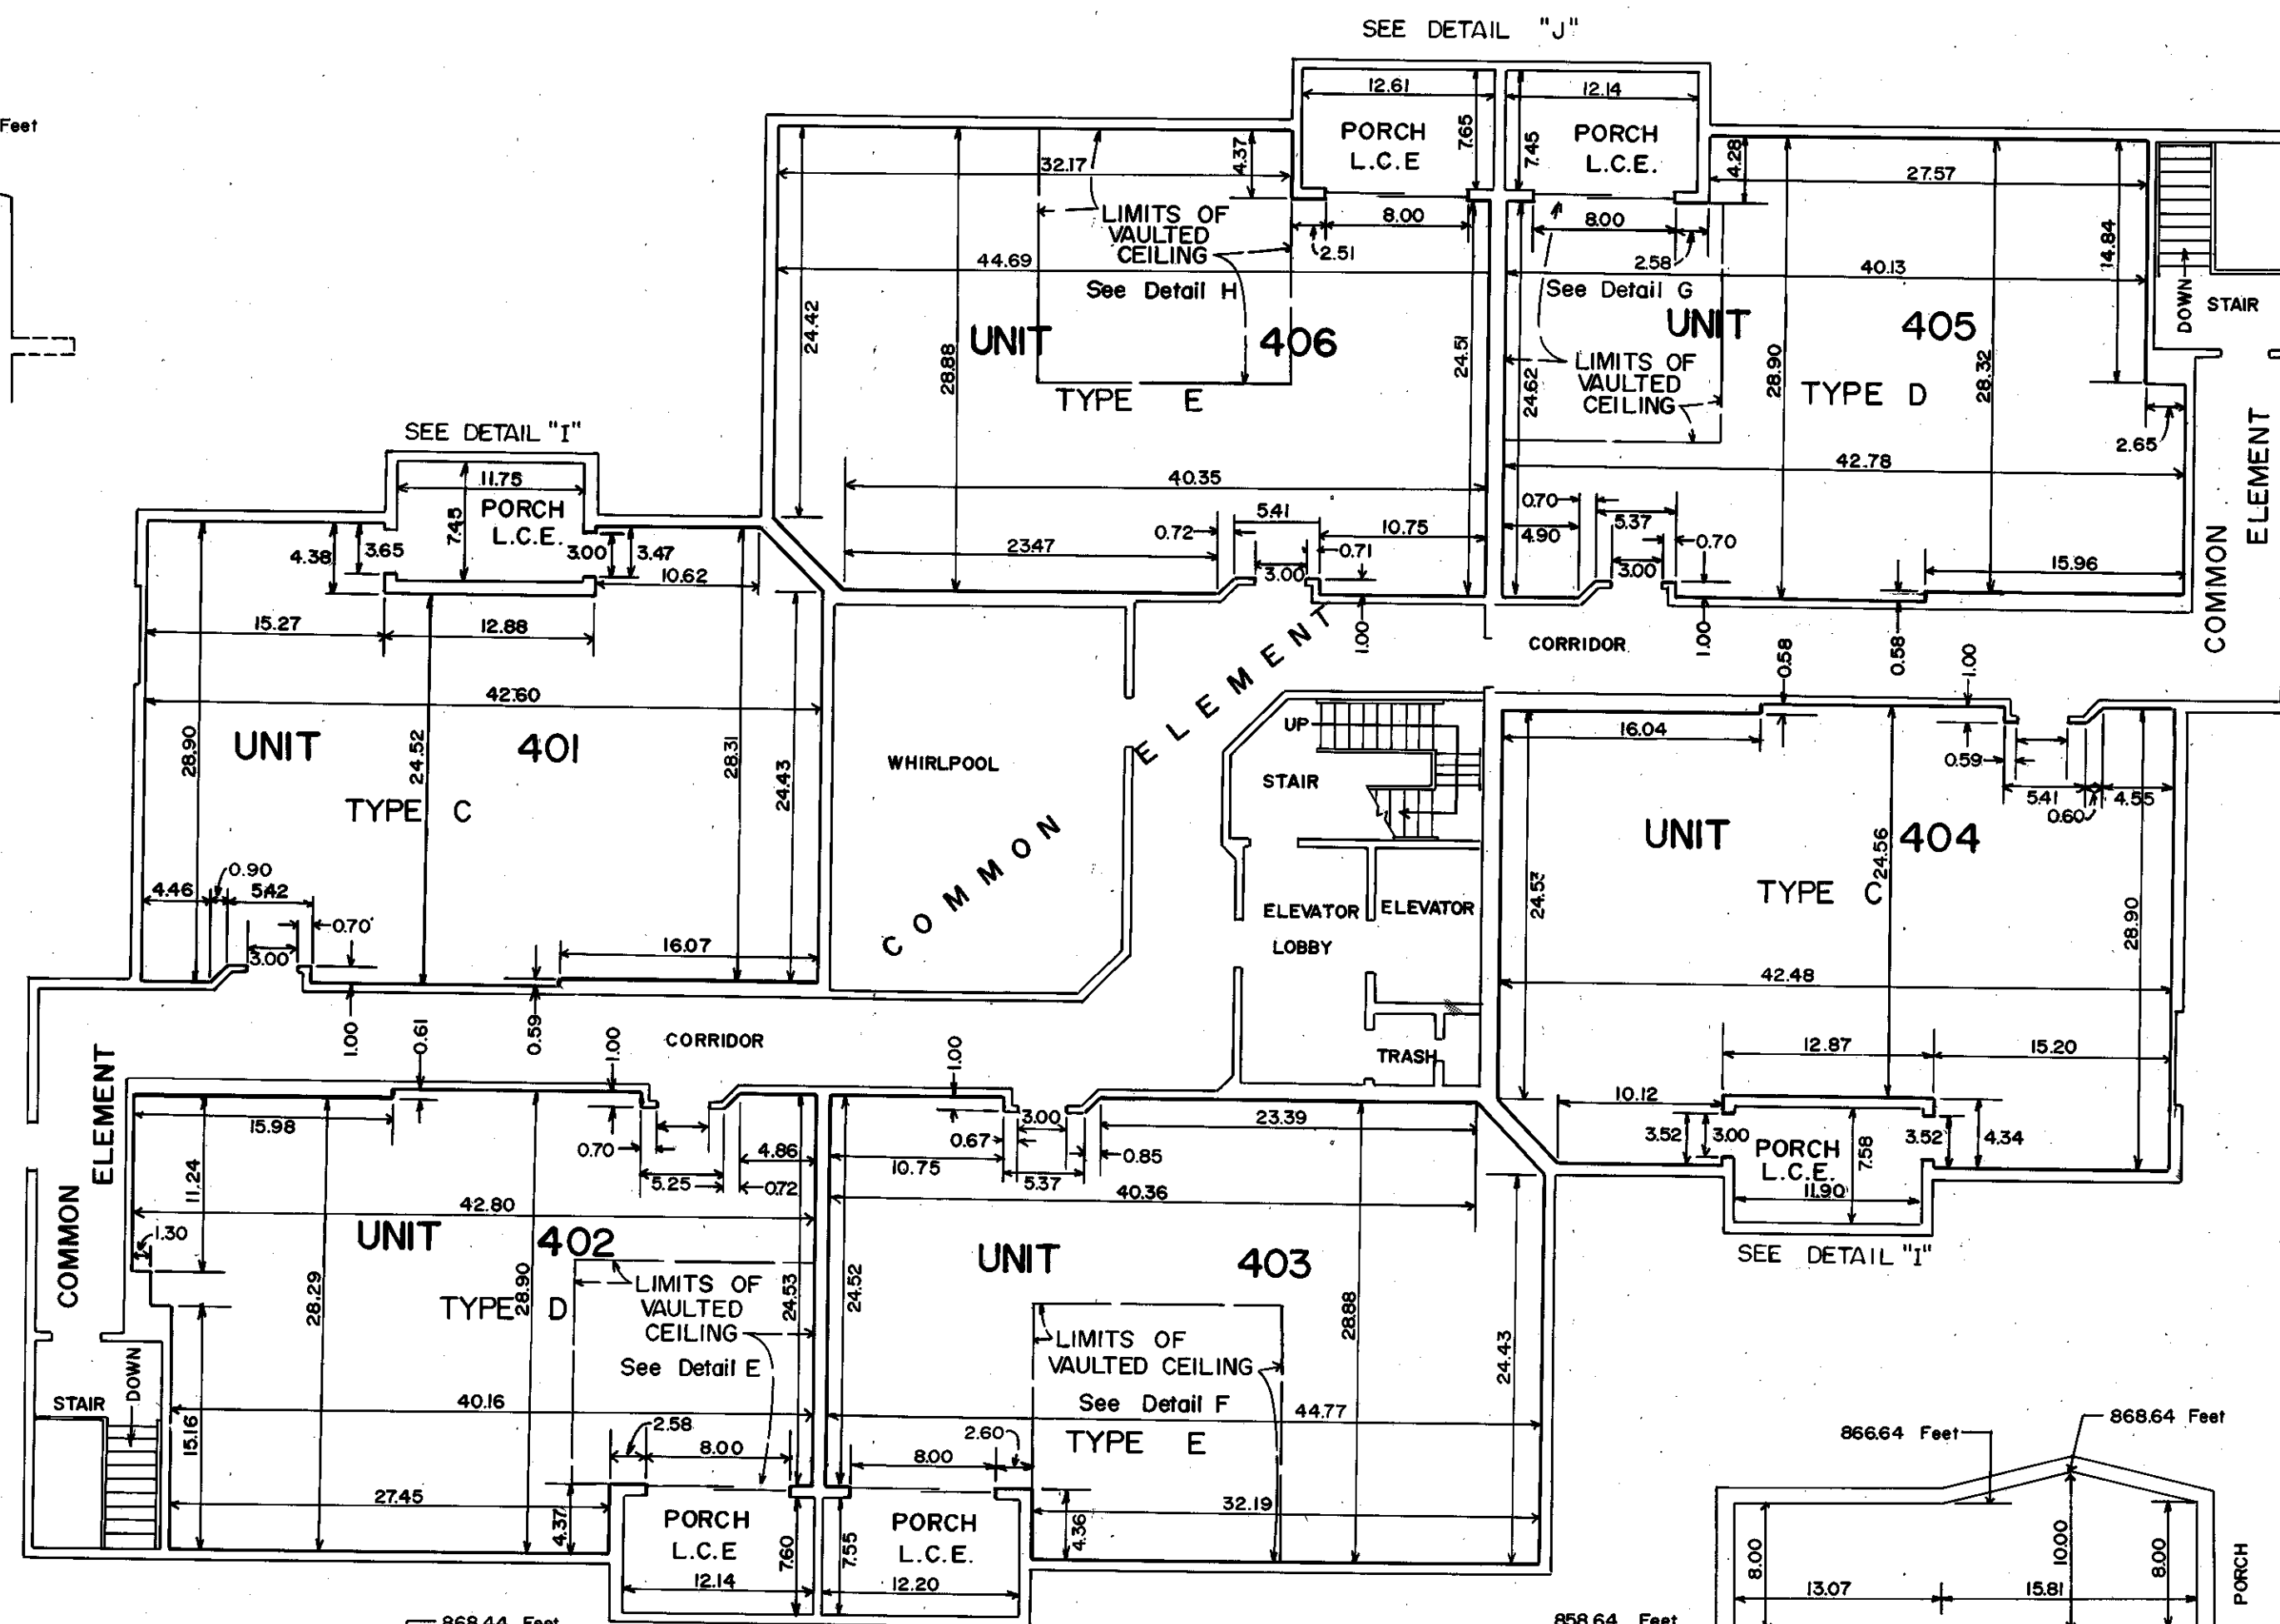 SEE DETAIL "J"
Feet
12.61
7.65
PORCH
L.C.E
12.14
7.45
PORCH
L.C.E.
4.37
32.17
4.28
27.57
14.84
LIMITS OF
VAULTED
CEILING
See Detail H
8.00
2.51
44.69
8.00
2.58
See Detail G
40.13
DOWN
STAIR
24.42
28.88
UNIT 406
TYPE E
24.51
24.62
LIMITS OF
VAULTED
CEILING
UNIT 405
TYPE D
28.90
28.32
2.65
42.78
COMMON
ELEMENT
40.35
0.72
5.41
10.75
23.47
3.00
0.71
1.00
0.70
4.90
5.37
3.00
0.70
1.00
15.96
0.58
SEE DETAIL "I"
11.75
7.45
PORCH
L.C.E.
4.38
3.65
3.00
3.47
10.62
15.27
12.88
42.60
28.90
24.52
28.31
24.43
UNIT 401
TYPE C
0.90
4.46
5.42
0.70
3.00
16.07
1.00
0.59
WHIRLPOOL
COMMON ELEMENT
CORRIDOR
UP
STAIR
ELEVATOR
LOBBY
ELEVATOR
TRASH
0.58
1.00
16.04
0.59
5.41
0.60
4.55
UNIT 404
TYPE C
24.56
28.90
42.48
12.87
15.20
10.12
3.52
3.00
PORCH
L.C.E.
7.58
3.52
4.34
11.90
SEE DETAIL "I"
CORRIDOR
COMMON
ELEMENT
0.61
1.00
15.98
11.24
1.30
0.70
5.25
4.86
0.72
42.80
UNIT 402
TYPE D
28.29
28.90
24.53
LIMITS OF
VAULTED
CEILING
See Detail E
STAIR
DOWN
15.16
40.16
2.58
8.00
27.45
4.37
PORCH
L.C.E
7.60
12.14
1.00
3.00
0.67
10.75
5.37
0.85
23.39
40.36
UNIT 403
24.52
28.88
24.43
LIMITS OF
VAULTED CEILING
See Detail F
44.77
TYPE E
2.60
8.00
32.19
4.36
PORCH
L.C.E.
7.55
12.20
866.64 Feet
868.64 Feet
8.00
10.00
8.00
13.07
15.81
PORCH
868.44 Feet
858.64 Feet